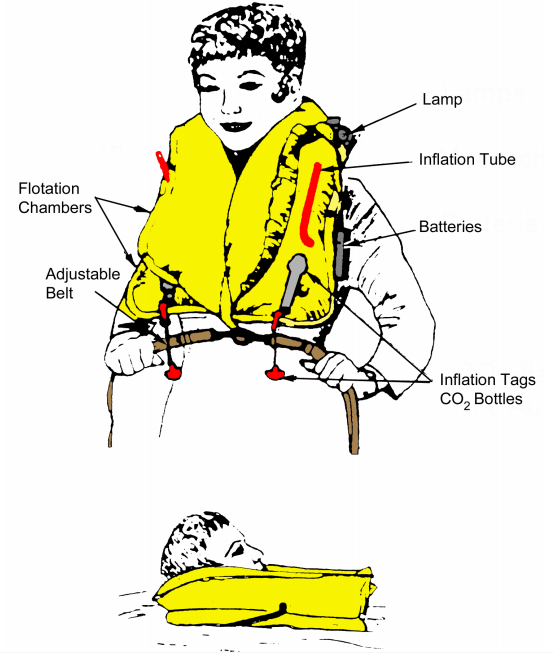 Lamp
Inflation Tube
Flotation
Chambers
Batteries
Adjustable
Belt
Inflation Tags
CO2 Bottles